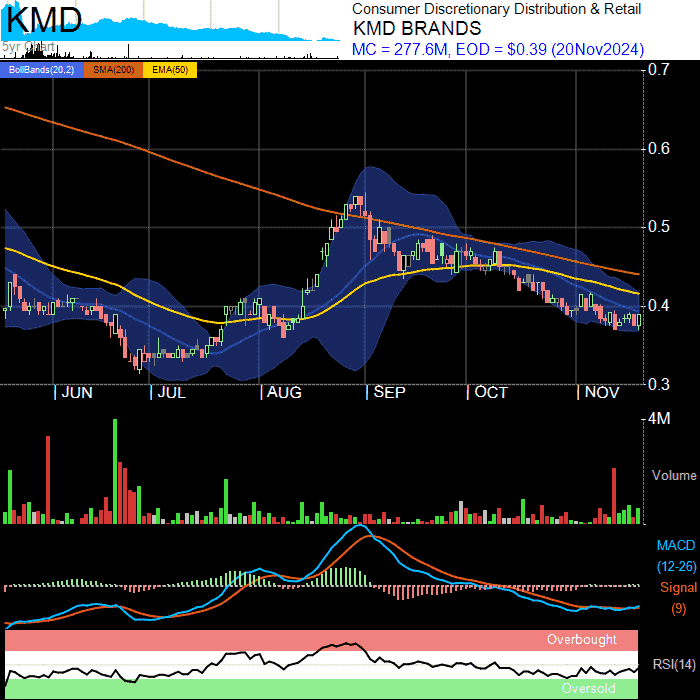 KMD
5yr Chart
Consumer Discretionary Distribution & Retail
KMD BRANDS
MC = 277.6M, EOD = $0.39 (20Nov2024)
BollBands(20,2) SMA(200) EMA(50)
0.7
0.6
0.5
0.4
0.3
JUN JUL AUG SEP OCT NOV
4M
Volume
MACD
(12-26)
Signal
(9)
Overbought
RSI(14)
Oversold